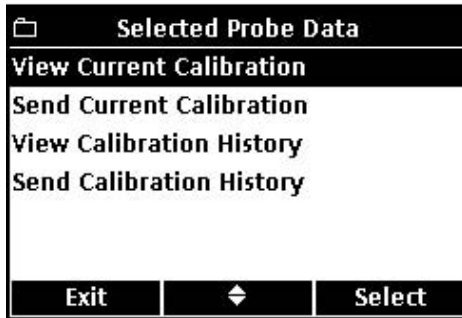 Selected Probe Data
View Current Calibration
Send Current Calibration
View Calibration History
Send Calibration History
Exit Select